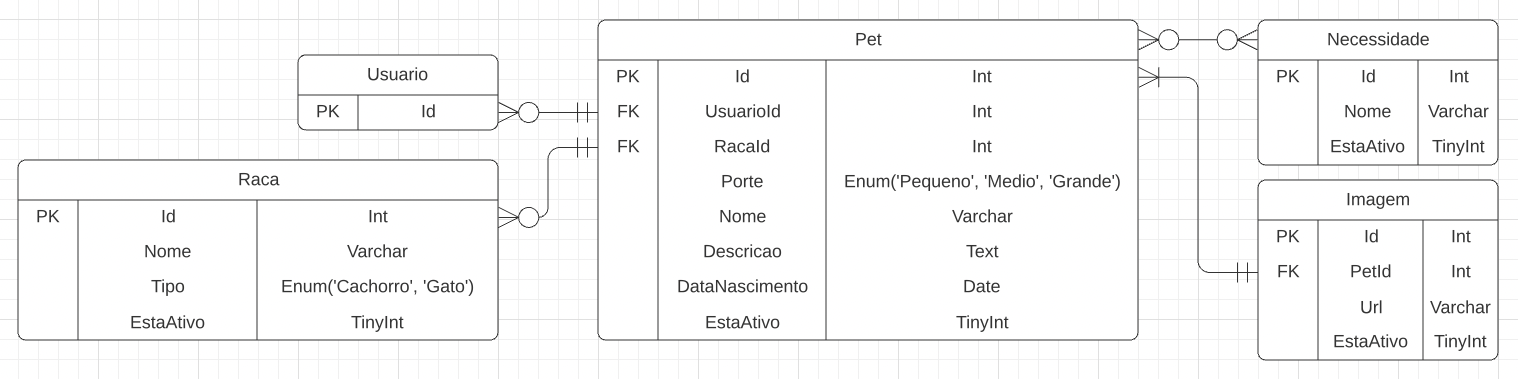 Usuario
PK Id
Raca
PK Id Int
Nome Varchar
Tipo Enum('Cachorro', 'Gato')
EstaAtivo TinyInt
Pet
PK Id Int
FK UsuarioId Int
FK RacaId Int
Porte Enum('Pequeno', 'Medio', 'Grande')
Nome Varchar
Descricao Text
DataNascimento Date
EstaAtivo TinyInt
Necessidade
PK Id Int
Nome Varchar
EstaAtivo TinyInt
Imagem
PK Id Int
FK PetId Int
Url Varchar
EstaAtivo TinyInt